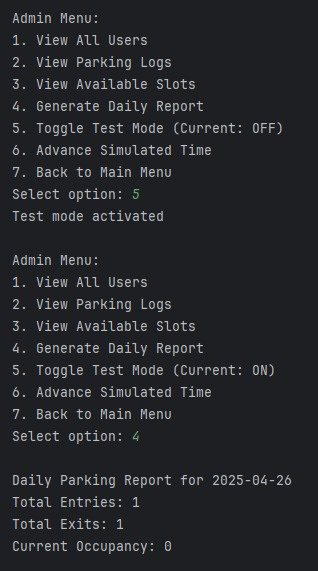 Admin Menu:
1. View All Users
2. View Parking Logs
3. View Available Slots
4. Generate Daily Report
5. Toggle Test Mode (Current: OFF)
6. Advance Simulated Time
7. Back to Main Menu
Select option: 5
Test mode activated
Admin Menu:
1. View All Users
2. View Parking Logs
3. View Available Slots
4. Generate Daily Report
5. Toggle Test Mode (Current: ON)
6. Advance Simulated Time
7. Back to Main Menu
Select option: 4
Daily Parking Report for 2025-04-26
Total Entries: 1
Total Exits: 1
Current Occupancy: 0